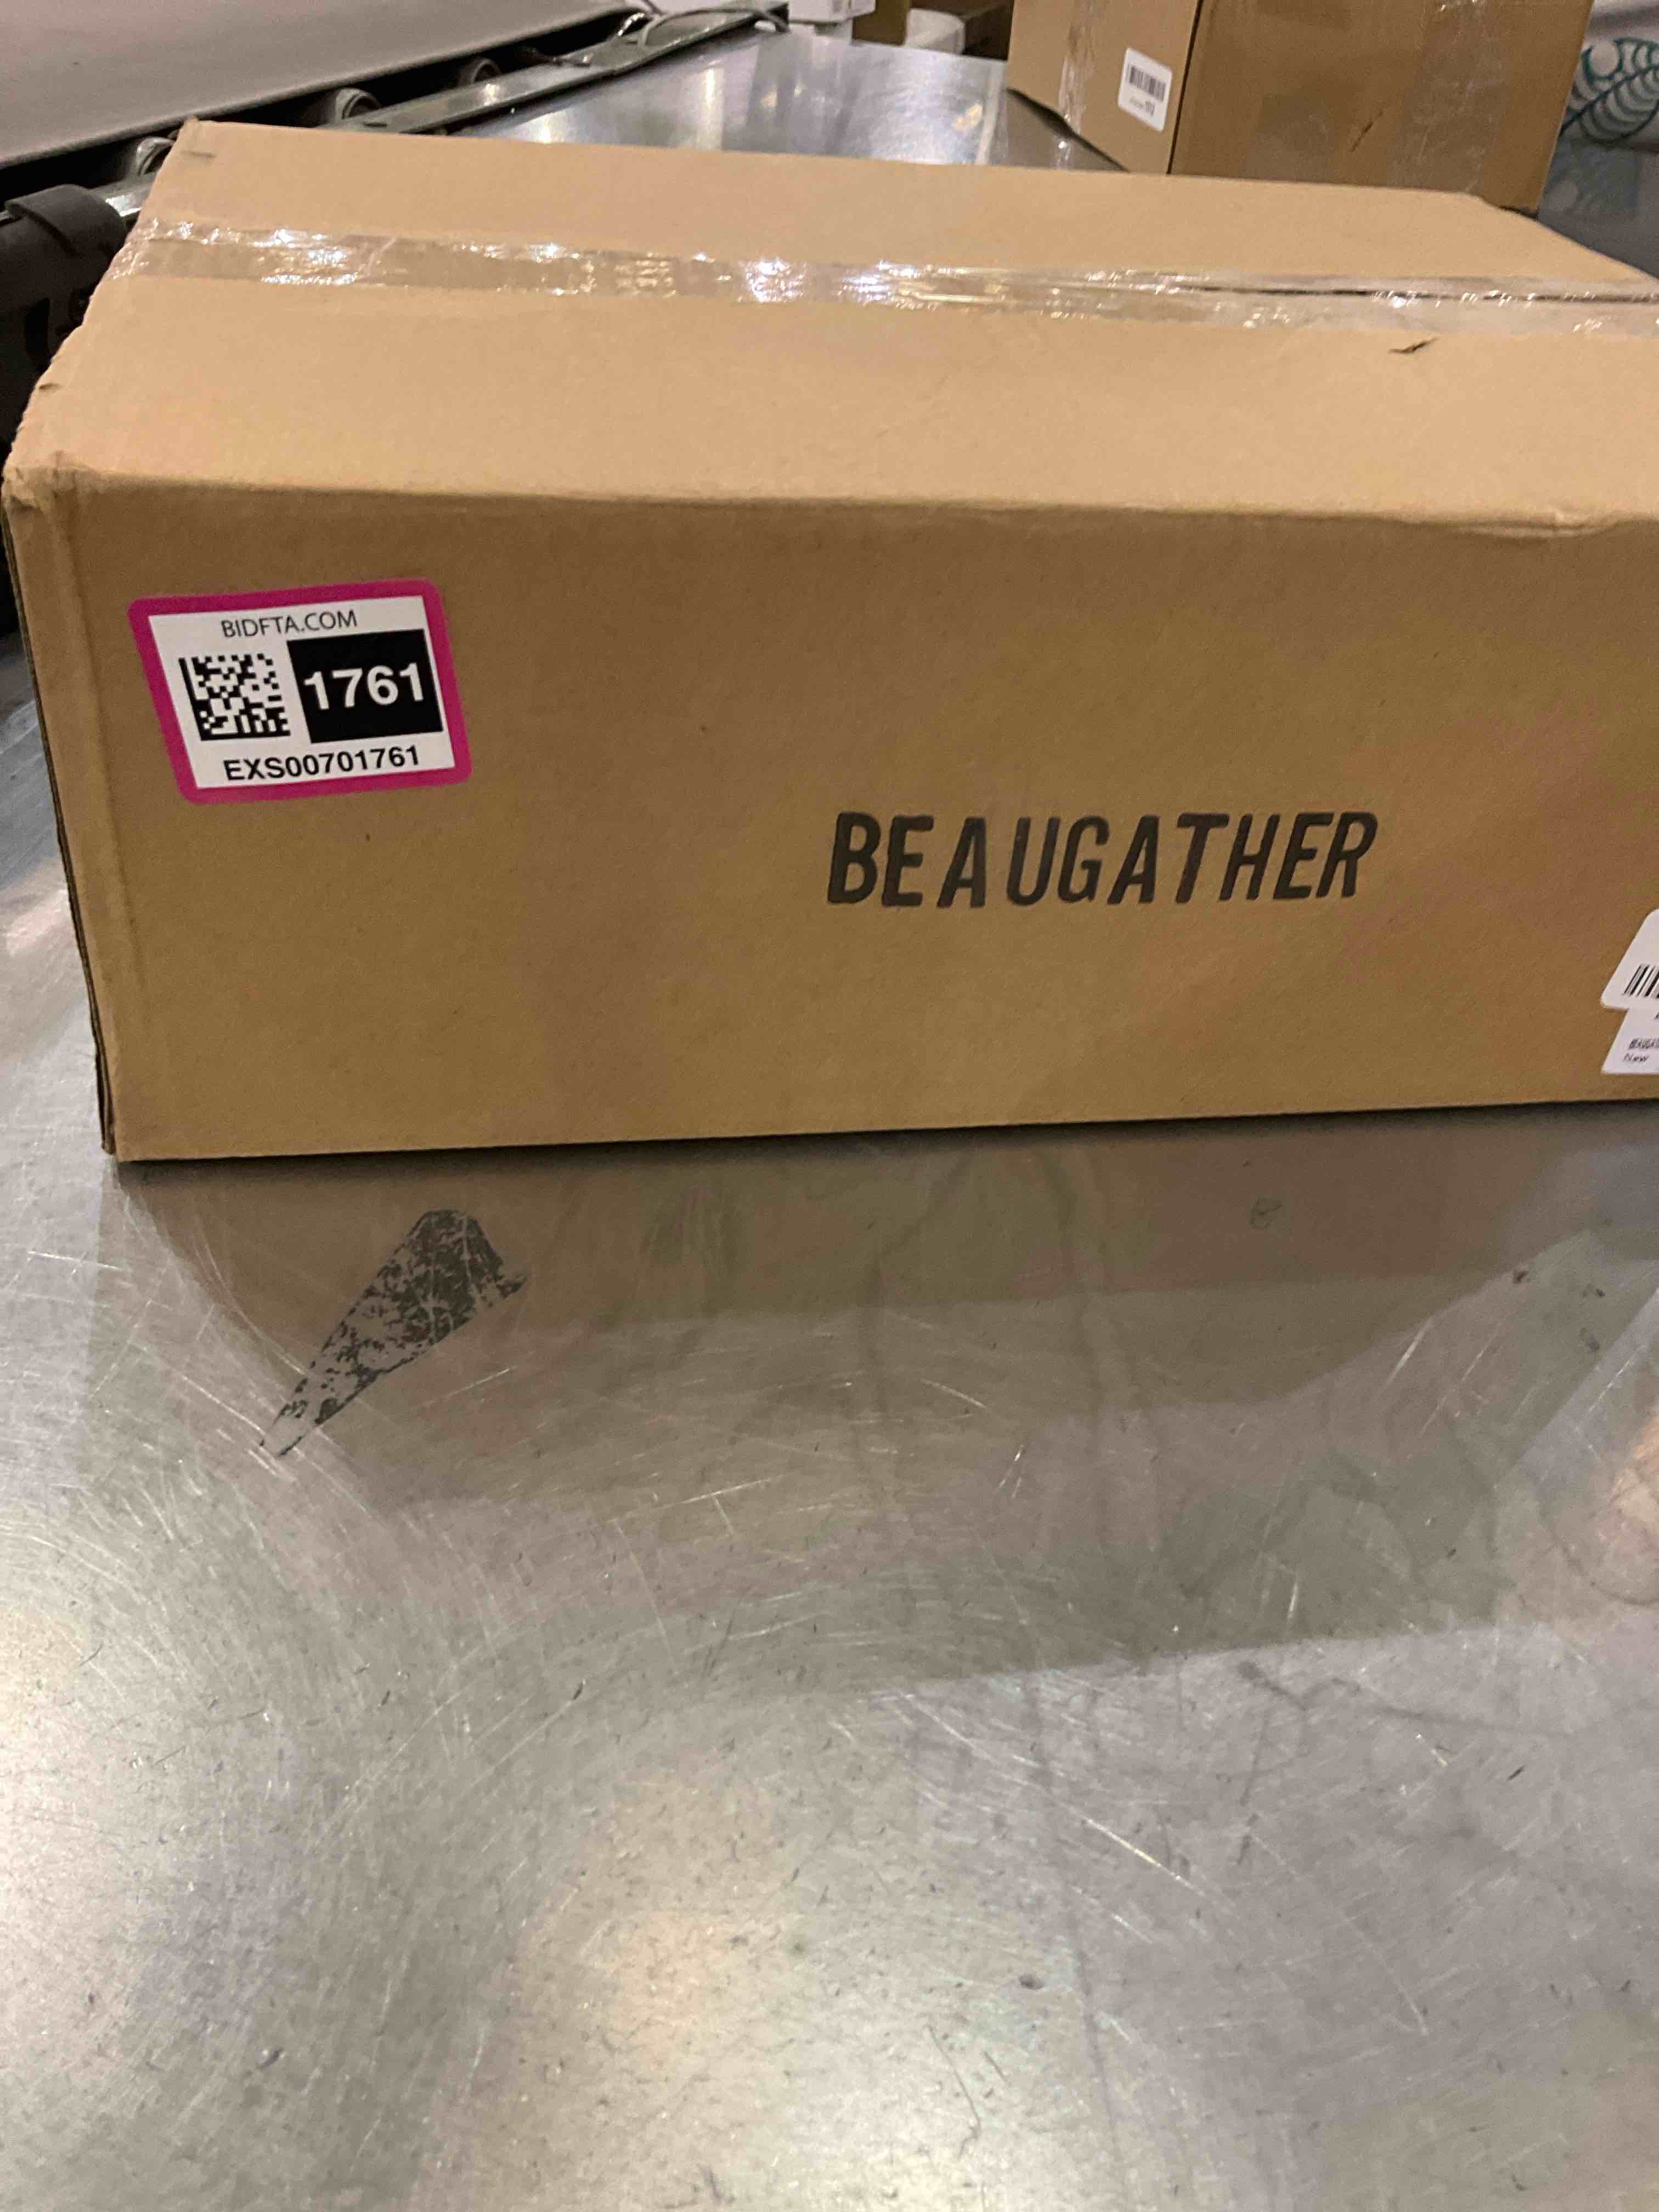 BIDFTA.COM
1761
EXS00701761
BEAUGATHER
New